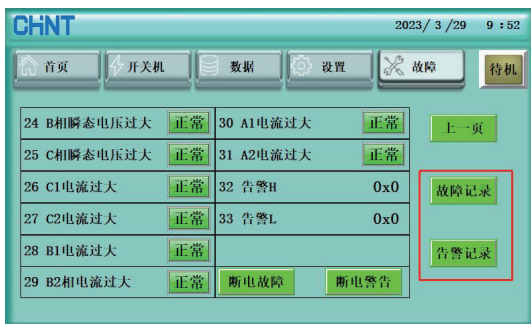 CHNT 2023/ 3 /29 9 : 52
首页 开关机 数据 设置 故障 待机
24 B相瞬态电压过大 正常 30 A1电流过大 正常 上一页
25 C相瞬态电压过大 正常 31 A2电流过大 正常
26 C1电流过大 正常 32 告警H 0x0 故障记录
27 C2电流过大 正常 33 告警L 0x0
28 B1电流过大 正常 告警记录
29 B2相电流过大 正常 断电故障 断电警告